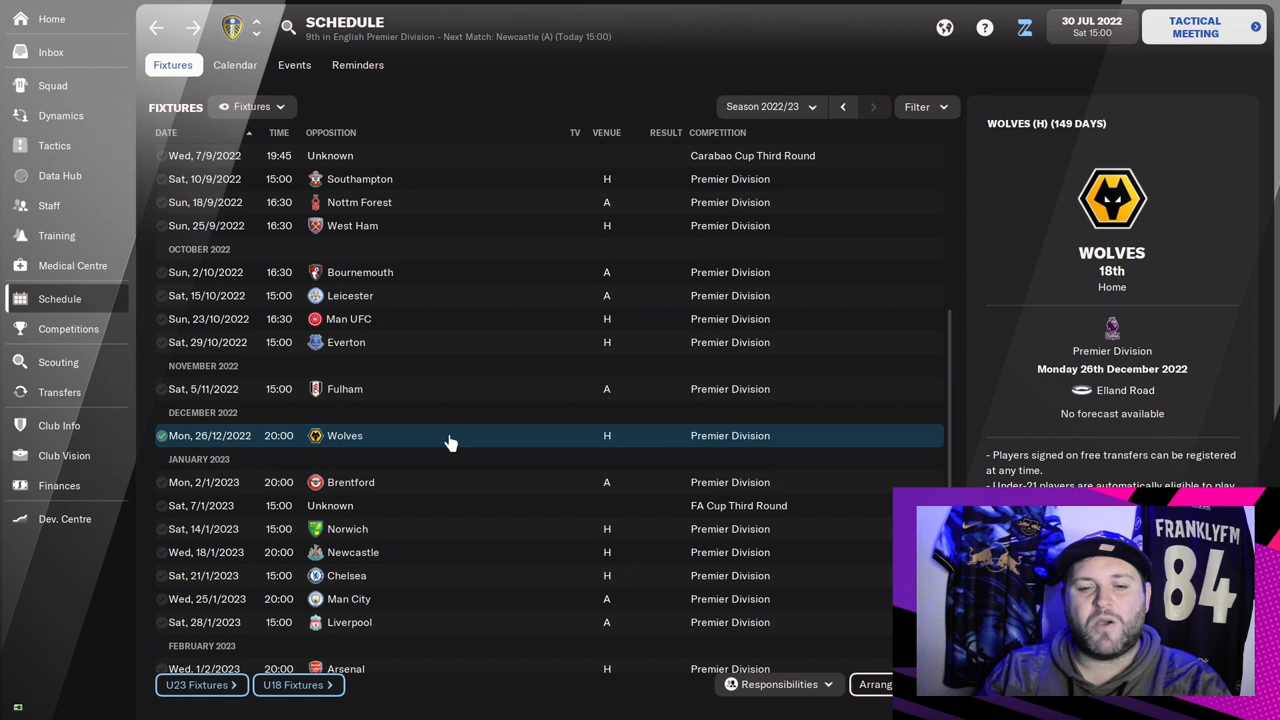 Home
SCHEDULE
9th in English Premier Division - Next Match: Newcastle (A) (Today 15:00)
30 JUL 2022
Sat 15:00
TACTICAL
MEETING
Inbox
Squad
Dynamics
Tactics
Data Hub
Staff
Training
Medical Centre
Schedule
Competitions
Scouting
Transfers
Club Info
Club Vision
Finances
Dev. Centre
Fixtures Calendar Events Reminders
FIXTURES Fixtures Season 2022/23 Filter
DATE TIME OPPOSITION TV VENUE RESULT COMPETITION
Wed, 7/9/2022 19:45 Unknown Carabao Cup Third Round
Sat, 10/9/2022 15:00 Southampton H Premier Division
Sun, 18/9/2022 16:30 Nottm Forest A Premier Division
Sun, 25/9/2022 16:30 West Ham H Premier Division
OCTOBER 2022
Sun, 2/10/2022 16:30 Bournemouth A Premier Division
Sat, 15/10/2022 15:00 Leicester A Premier Division
Sun, 23/10/2022 16:30 Man UFC H Premier Division
Sat, 29/10/2022 15:00 Everton H Premier Division
NOVEMBER 2022
Sat, 5/11/2022 15:00 Fulham A Premier Division
DECEMBER 2022
Mon, 26/12/2022 20:00 Wolves H Premier Division
JANUARY 2023
Mon, 2/1/2023 20:00 Brentford A Premier Division
Sat, 7/1/2023 15:00 Unknown FA Cup Third Round
Sat, 14/1/2023 15:00 Norwich H Premier Division
Wed, 18/1/2023 20:00 Newcastle H Premier Division
Sat, 21/1/2023 15:00 Chelsea H Premier Division
Wed, 25/1/2023 20:00 Man City A Premier Division
Sat, 28/1/2023 15:00 Liverpool A Premier Division
FEBRUARY 2023
Wed, 1/2/2023 20:00 Arsenal H Premier Division
U23 Fixtures U18 Fixtures Responsibilities Arrang
WOLVES (H) (149 DAYS)
WOLVES
18th
Home
Premier Division
Monday 26th December 2022
Elland Road
No forecast available
- Players signed on free transfers can be registered
at any time.
- Under-21 players are automatically eligible to play
FRANKLYFM
84